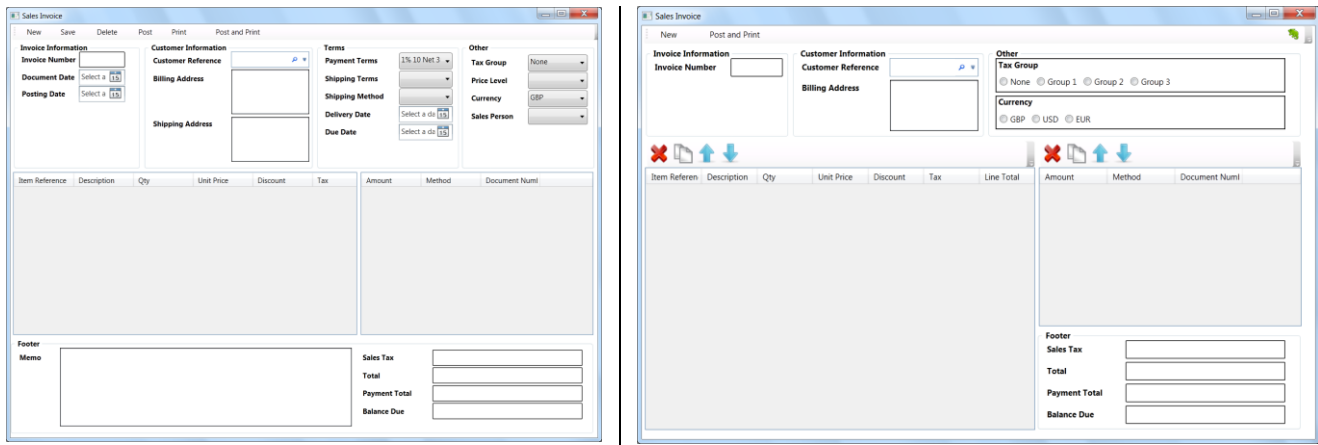 Sales Invoice
New Save Delete Post Print Post and Print
Invoice Information
Invoice Number
Document Date Select a 15
Posting Date Select a 15
Customer Information
Customer Reference
Billing Address
Shipping Address
Terms
Payment Terms 1% 10 Net 3
Shipping Terms
Shipping Method
Delivery Date Select a da 15
Due Date Select a da 15
Other
Tax Group None
Price Level
Currency GBP
Sales Person
Item Reference Description Qty Unit Price Discount Tax
Amount Method Document Numl
Footer
Memo
Sales Tax
Total
Payment Total
Balance Due
Sales Invoice
New Post and Print
Invoice Information
Invoice Number
Customer Information
Customer Reference
Billing Address
Other
Tax Group
None Group 1 Group 2 Group 3
Currency
GBP USD EUR
Item Referen Description Qty Unit Price Discount Tax Line Total
Amount Method Document Numl
Footer
Sales Tax
Total
Payment Total
Balance Due